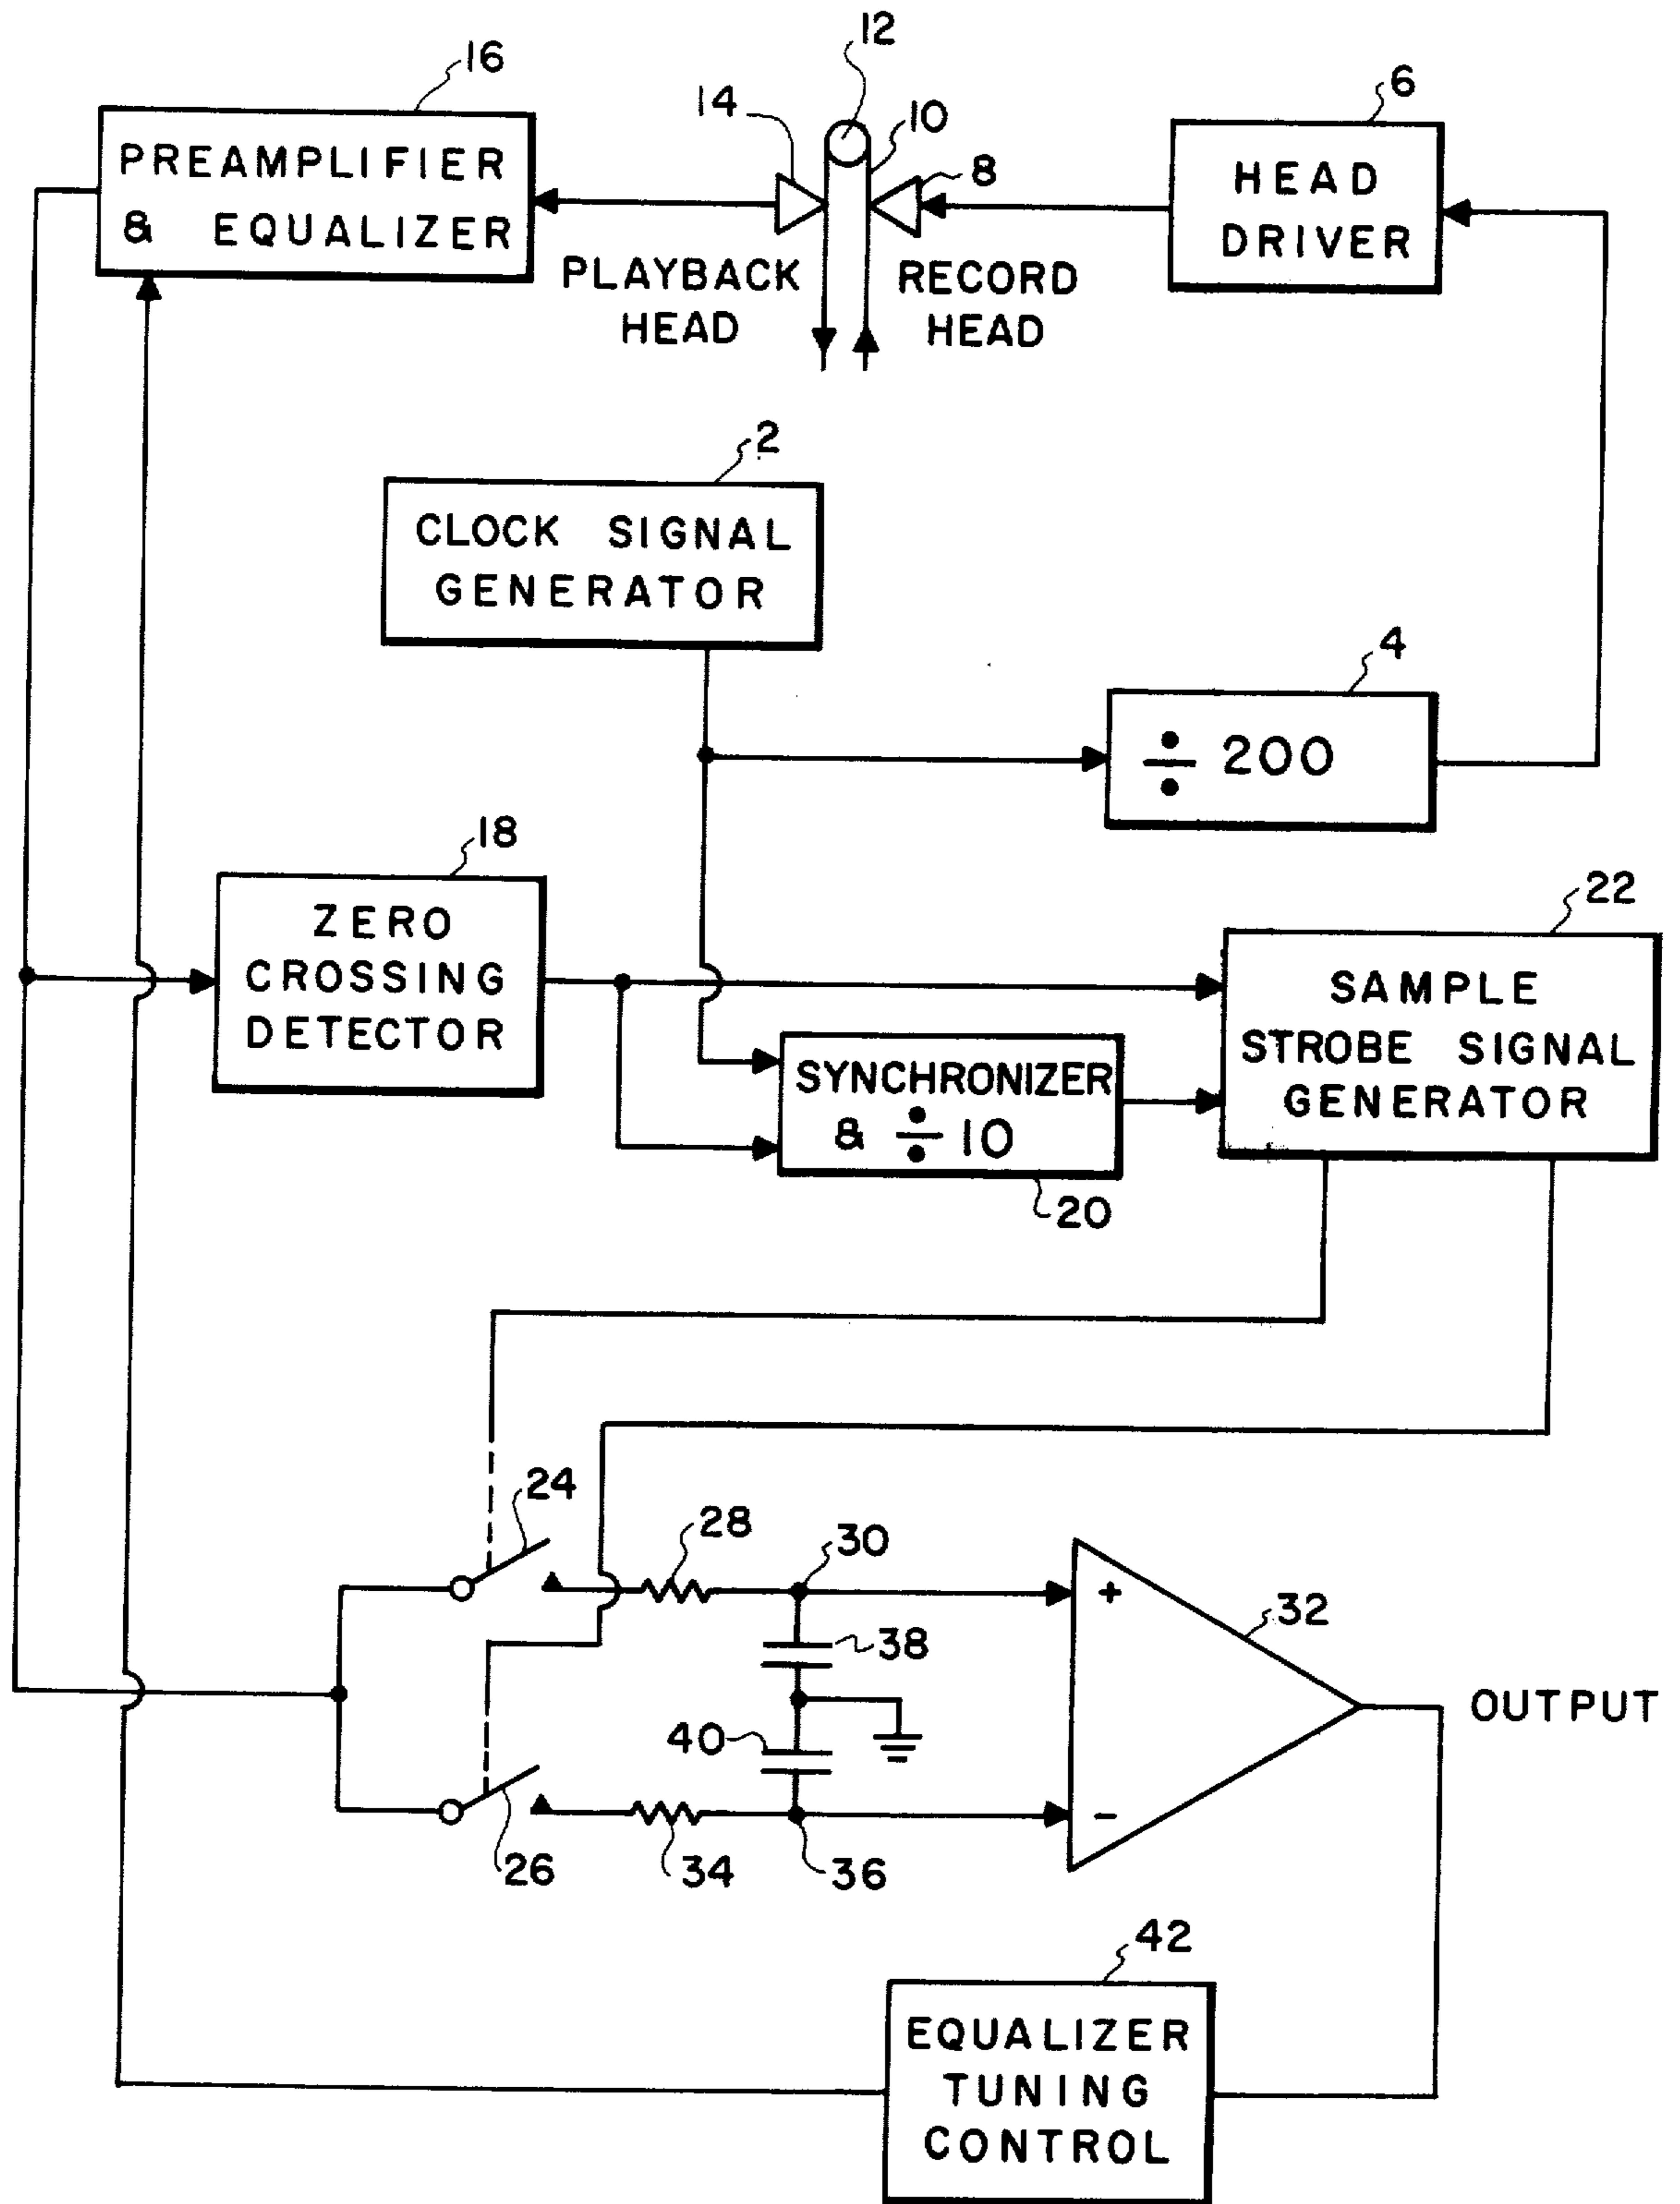 12
16
14
10
6
8
PREAMPLIFIER
& EQUALIZER
HEAD
DRIVER
PLAYBACK
HEAD
RECORD
HEAD
2
CLOCK SIGNAL
GENERATOR
4
÷ 200
18
ZERO
CROSSING
DETECTOR
22
SAMPLE
STROBE SIGNAL
GENERATOR
SYNCHRONIZER
& ÷ 10
20
24
28
30
+
32
38
OUTPUT
40
−
26
34
36
42
EQUALIZER
TUNING
CONTROL